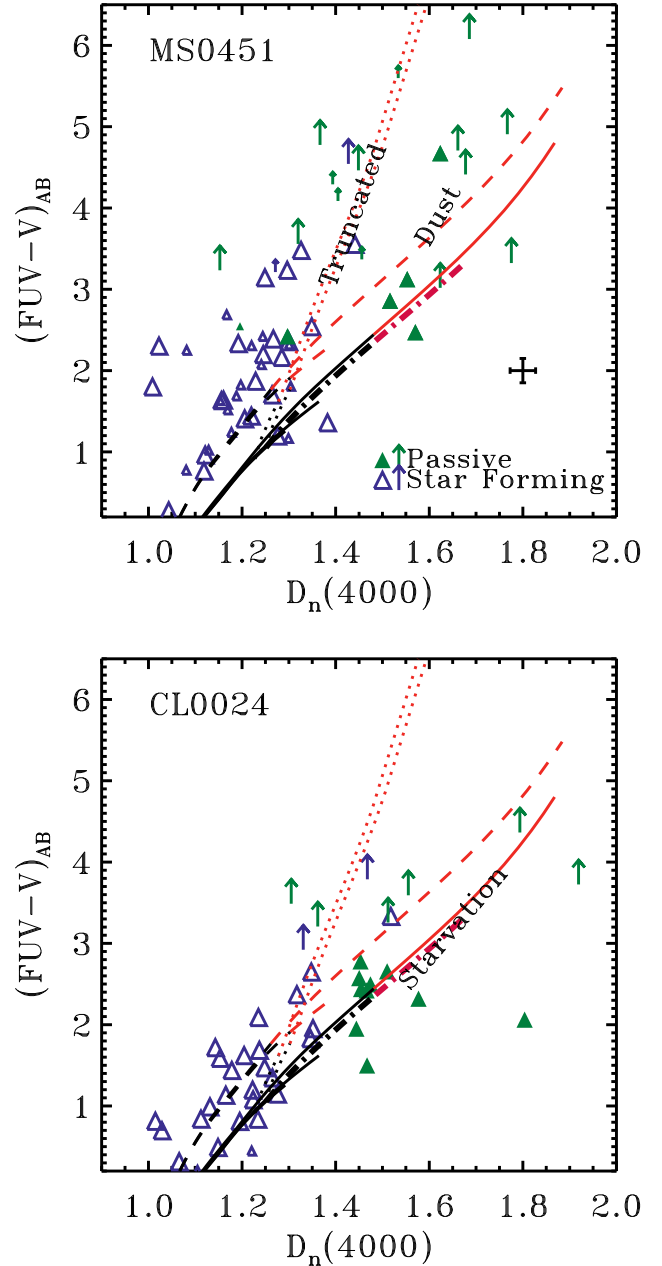 MS0451
6
5
4
3
2
1
(FUV−V)AB
Truncated
Dust
Passive
Star Forming
1.0 1.2 1.4 1.6 1.8 2.0
Dn(4000)
CL0024
6
5
4
3
2
1
(FUV−V)AB
Starvation
1.0 1.2 1.4 1.6 1.8 2.0
Dn(4000)